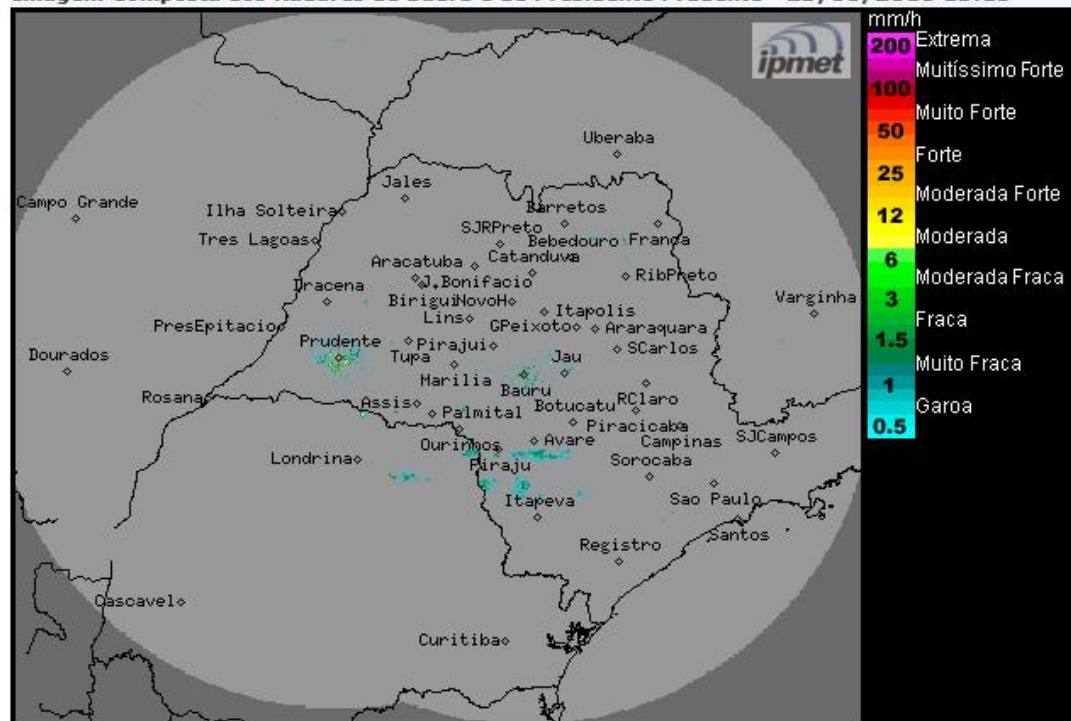 mm/h
200 Extrema
Muitíssimo Forte
100
Muito Forte
50
Forte
25
Moderada Forte
12
Moderada
6
Moderada Fraca
3
Fraca
1.5
Muito Fraca
1
Garoa
0.5
ipmet
Uberaba
Jales
Campo Grande
Ilha Solteira
Barretos
SJRPreto
Tres Lagoas
Bebedouro
Franca
Catanduva
Aracatuba
J.Bonifacio
RibPreto
Dracena
Birigui
NovoH
Itapolis
Varginha
Lins
GPeixoto
Araraquara
PresEpitacio
Prudente
Pirajui
SCarlos
Dourados
Tupa
Jau
Marilia
Bauru
Rosana
Assis
Palmital
Botucatu
RClaro
Piracicaba
Ourinhos
Avare
Campinas
SJCampos
Londrina
Piraju
Sorocaba
Itapeva
Sao Paulo
Santos
Registro
Cascavel
Curitiba